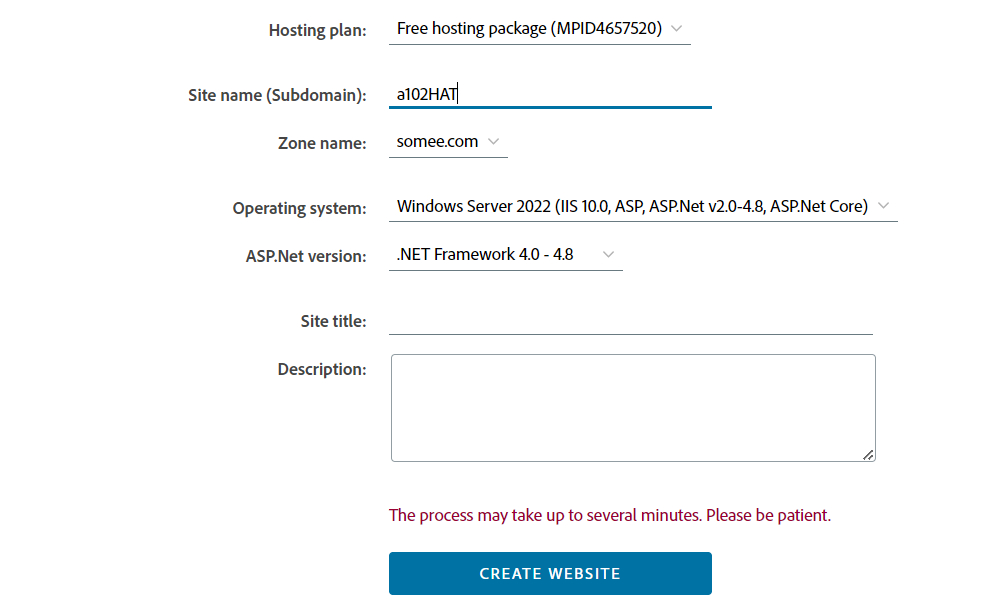 Hosting plan: Free hosting package (MPID4657520)
Site name (Subdomain): a102HAT
Zone name: somee.com
Operating system: Windows Server 2022 (IIS 10.0, ASP, ASP.Net v2.0-4.8, ASP.Net Core)
ASP.Net version: .NET Framework 4.0 - 4.8
Site title:
Description:
The process may take up to several minutes. Please be patient.
CREATE WEBSITE